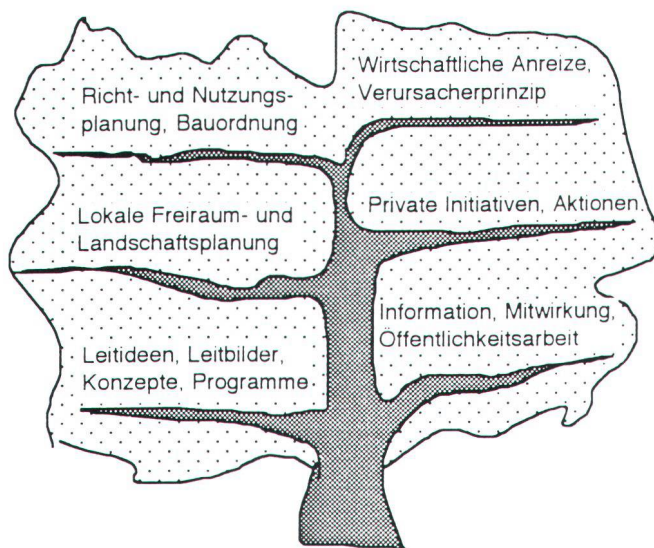 Richt- und Nutzungs-
planung, Bauordnung
Wirtschaftliche Anreize,
Verursacherprinzip
Lokale Freiraum- und
Landschaftsplanung
Private Initiativen, Aktionen
Leitideen, Leitbilder,
Konzepte, Programme
Information, Mitwirkung,
Öffentlichkeitsarbeit